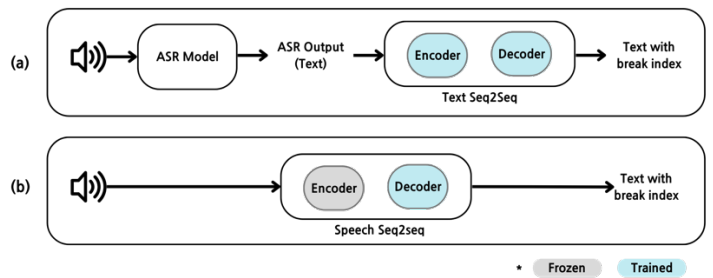 (a)
ASR Model
ASR Output
(Text)
Encoder
Decoder
Text Seq2Seq
Text with
break index
(b)
Encoder
Decoder
Speech Seq2seq
Text with
break index
* Frozen Trained